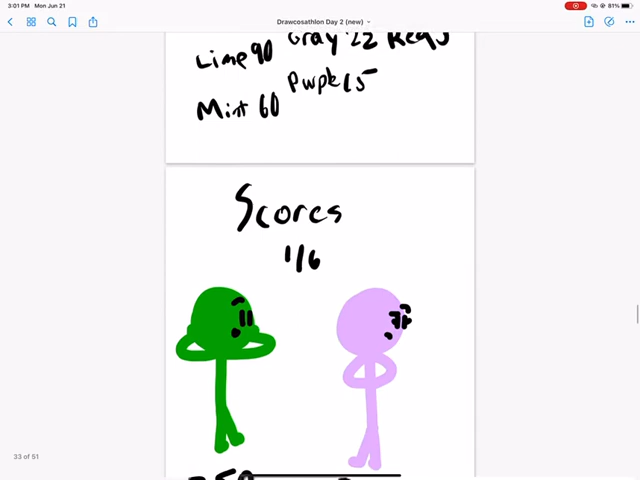 3:01 PM Mon Jun 21
81%
Drawcosathlon Day 2 (new)
Lime 90
Gray 22
Mint 60
Purple 15
Scores
1/6
33 of 51